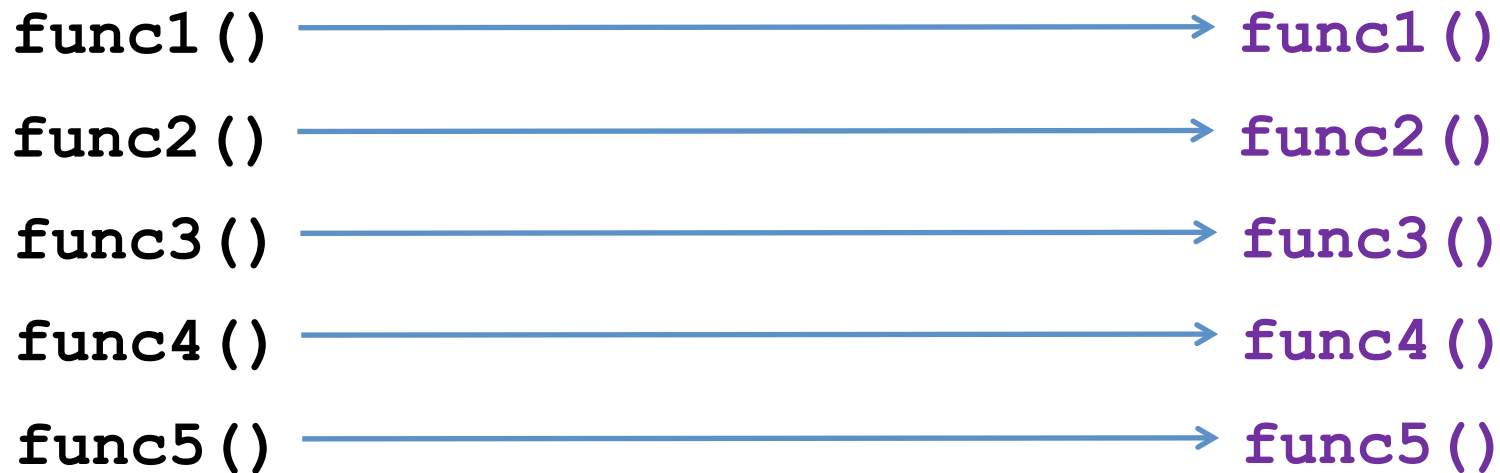 func1() func1()
func2() func2()
func3() func3()
func4() func4()
func5() func5()